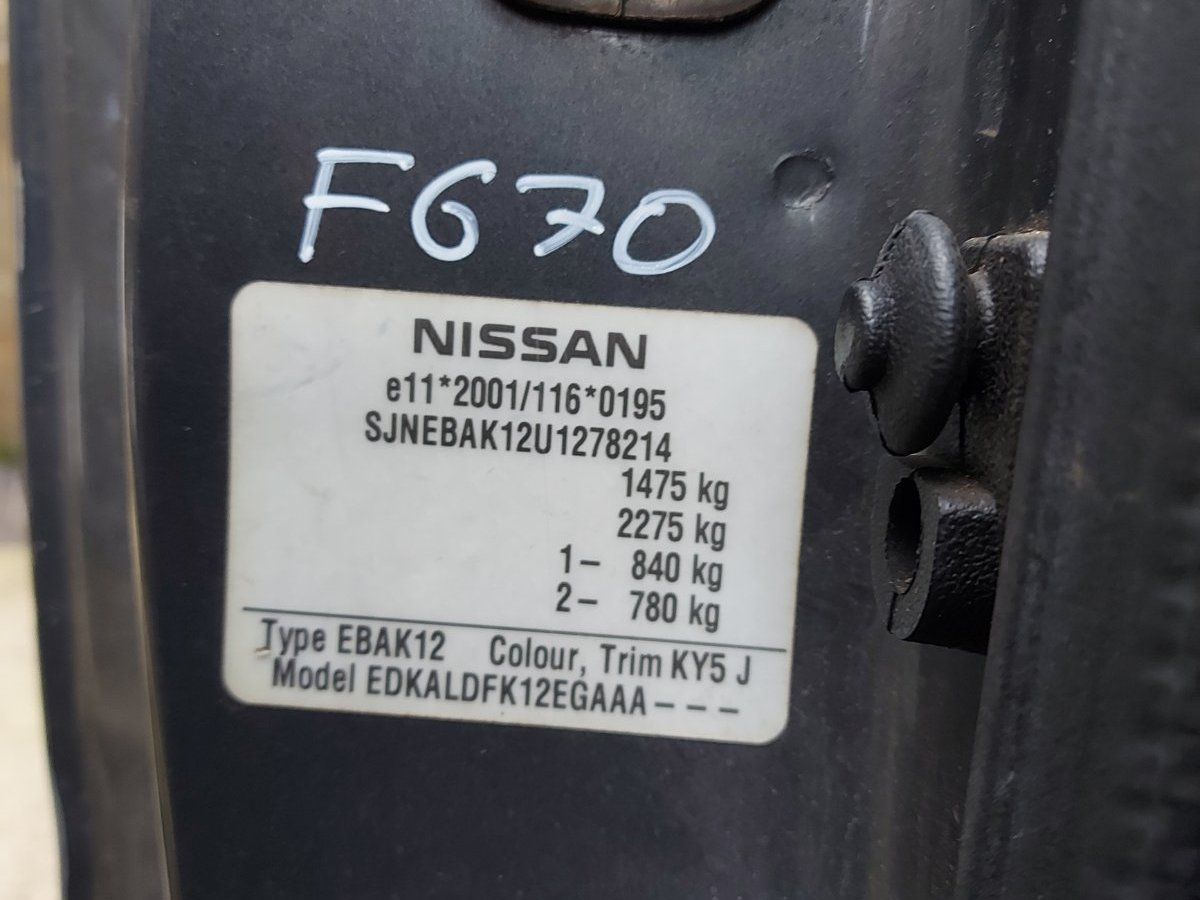 F670
NISSAN
e11*2001/116*0195
SJNEBAK12U1278214
1475 kg
2275 kg
1– 840 kg
2– 780 kg
Type EBAK12 Colour, Trim KY5 J
Model EDKALDFK12EGAAA– – –